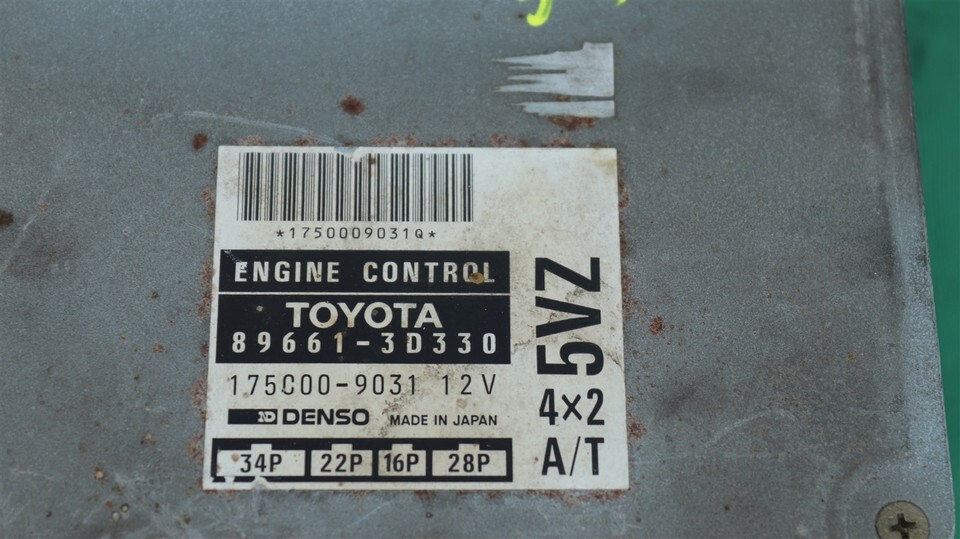 *1750009031Q*
ENGINE CONTROL
TOYOTA
89661-3D330
175000-9031 12V
ND DENSO MADE IN JAPAN
34P 22P 16P 28P
5VZ
4×2
A/T